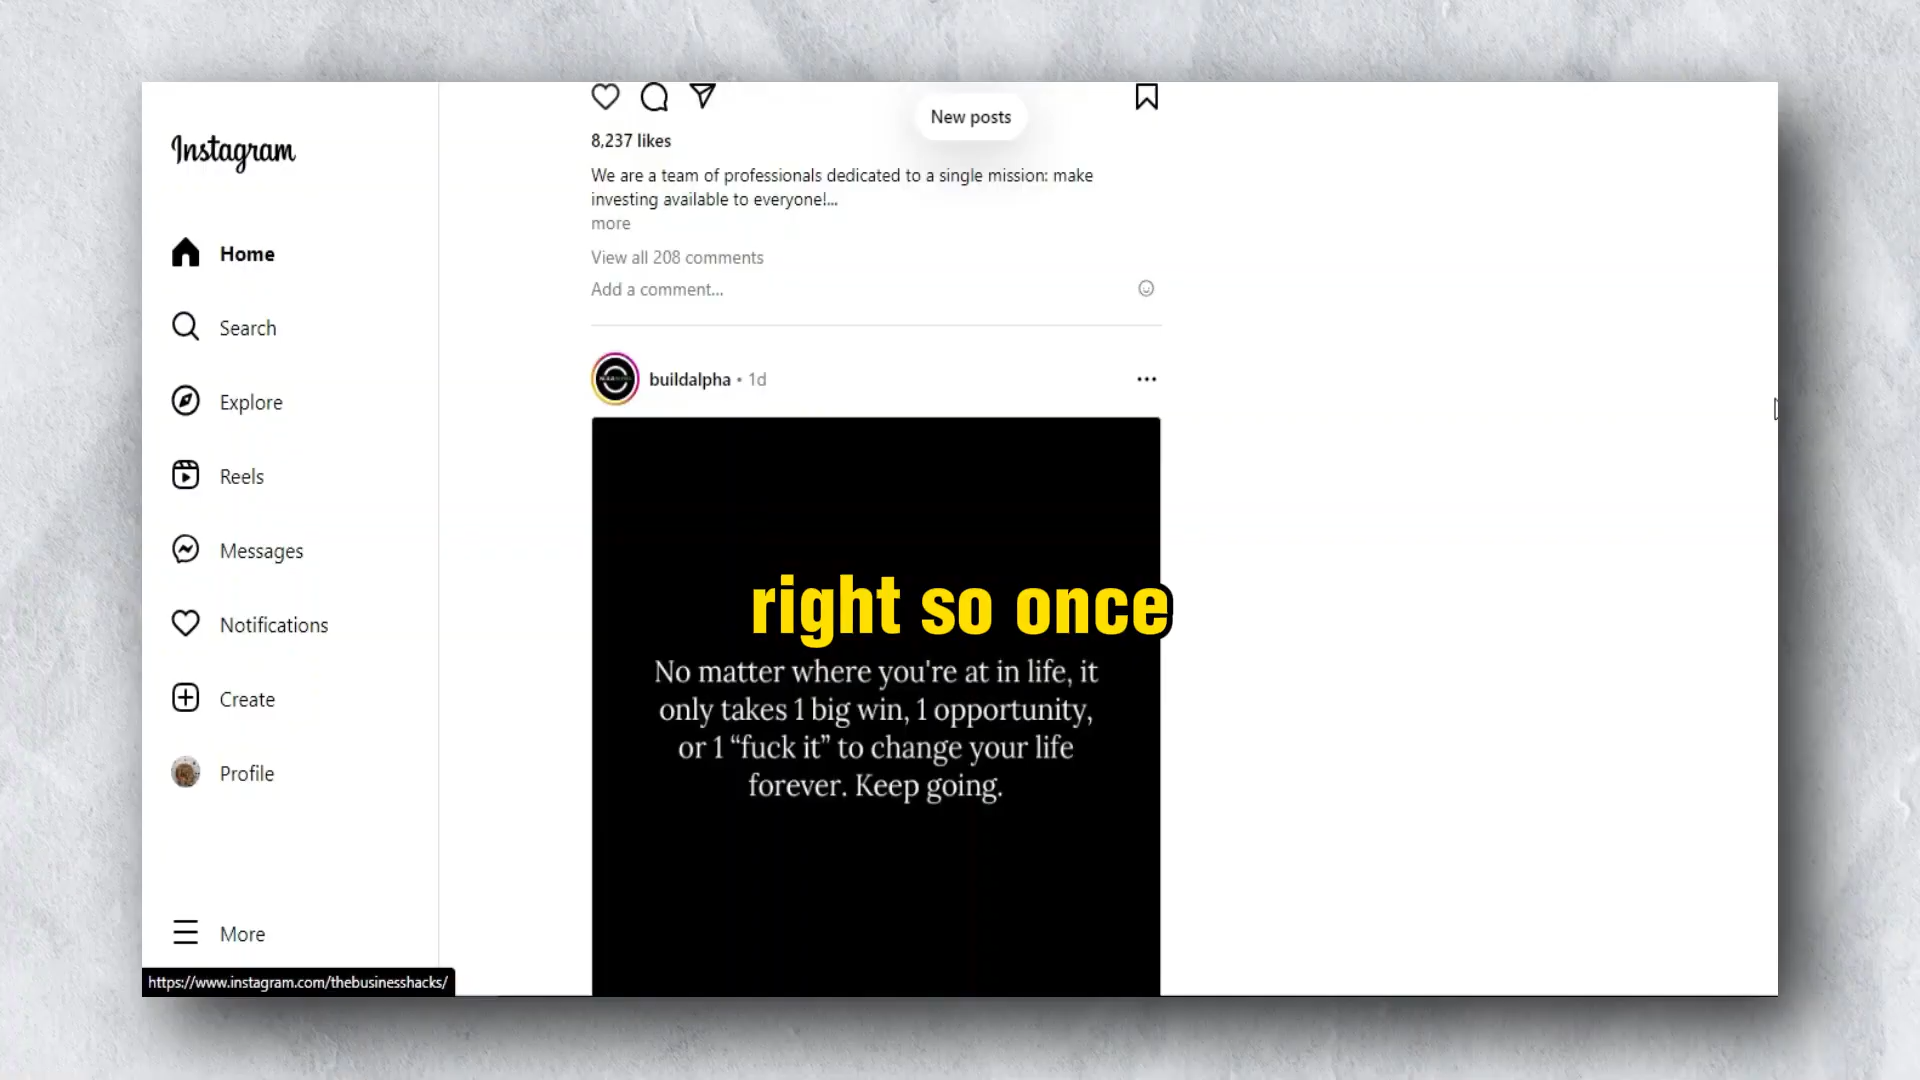 Instagram
Home
Search
Explore
Reels
Messages
Notifications
Create
Profile
More
https://www.instagram.com/thebusinesshacks/
New posts
8,237 likes
We are a team of professionals dedicated to a single mission: make
investing available to everyone!...
more
View all 208 comments
Add a comment...
buildalpha • 1d
right so once
No matter where you're at in life, it
only takes 1 big win, 1 opportunity,
or 1 “fuck it” to change your life
forever. Keep going.